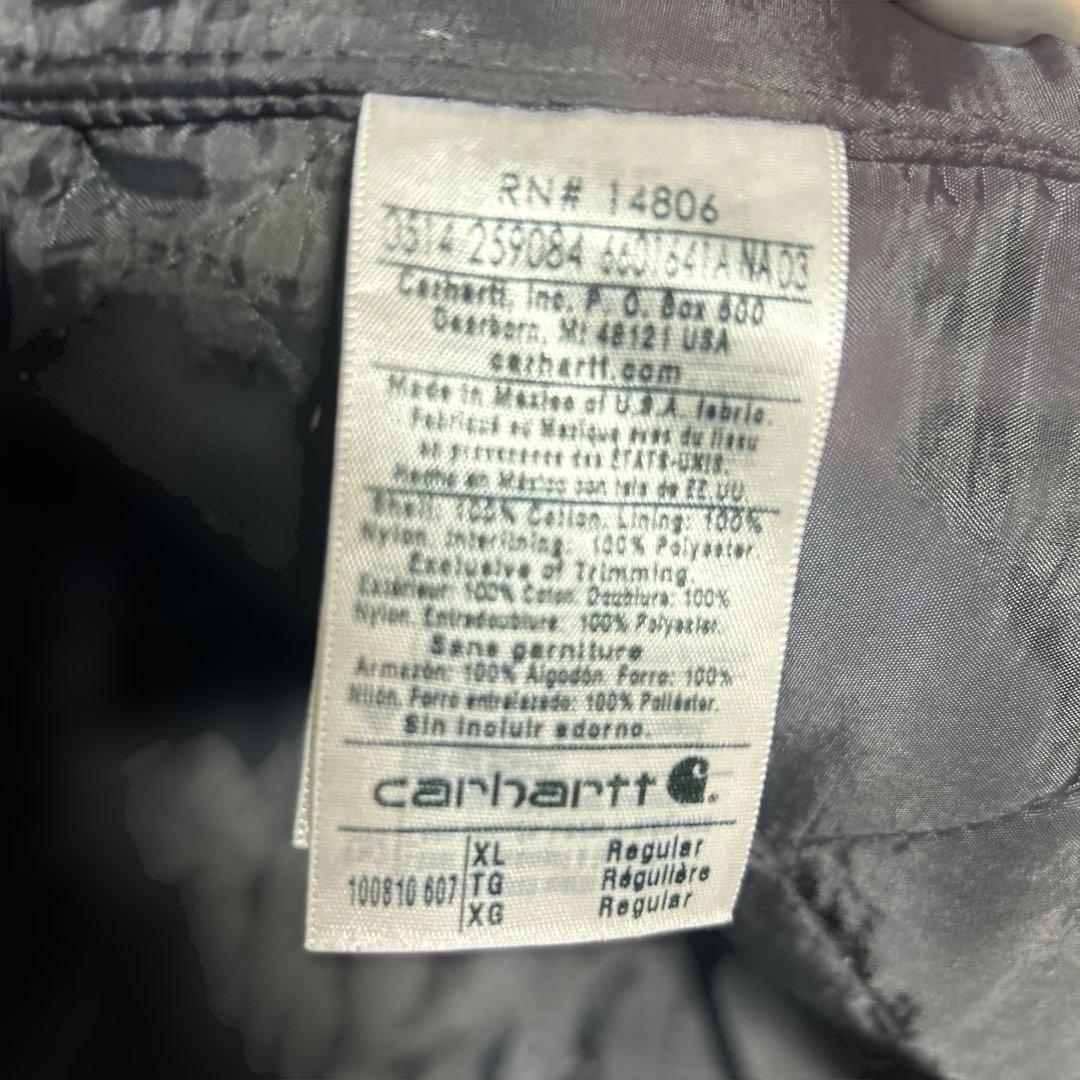 RN# 14806
3514 259084 6601641A NA 03
Carhartt, Inc. P. O. Box 600
Dearborn, MI 48121 USA
carhartt.com
Made in Mexico of U.S.A. fabric.
Fabriqué au Mexique avec du tissu
en provenance des ÉTATS-UNIS.
Hecho en México con tela de EE.UU.
Shell: 100% Cotton. Lining: 100%
Nylon. Interlining: 100% Polyester.
Exclusive of Trimming.
Extérieur: 100% Coton. Doublure: 100%
Nylon. Entredoublure: 100% Polyester.
Sans garniture
Armazón: 100% Algodón. Forro: 100%
Nilón. Forro entrelazado: 100% Poliéster.
Sin incluir adorno.
carhartt
100810 607
XL Regular
TG Régulière
XG Regular